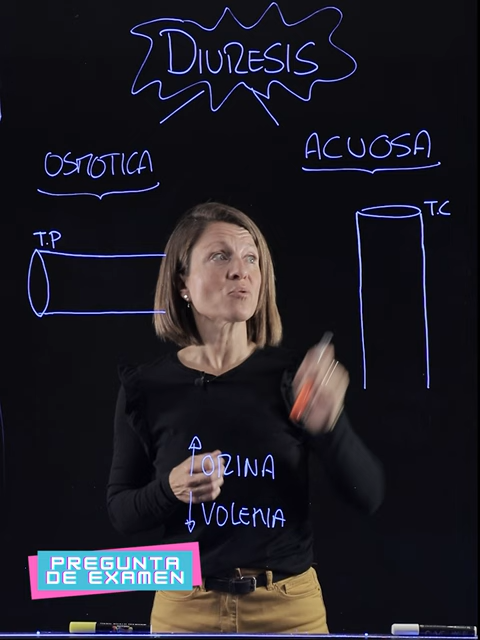 DIURESIS
OSMOTICA
ACUOSA
T.P
T.C
↑ ORINA
↓ VOLEMIA
PREGUNTA
DE EXAMEN